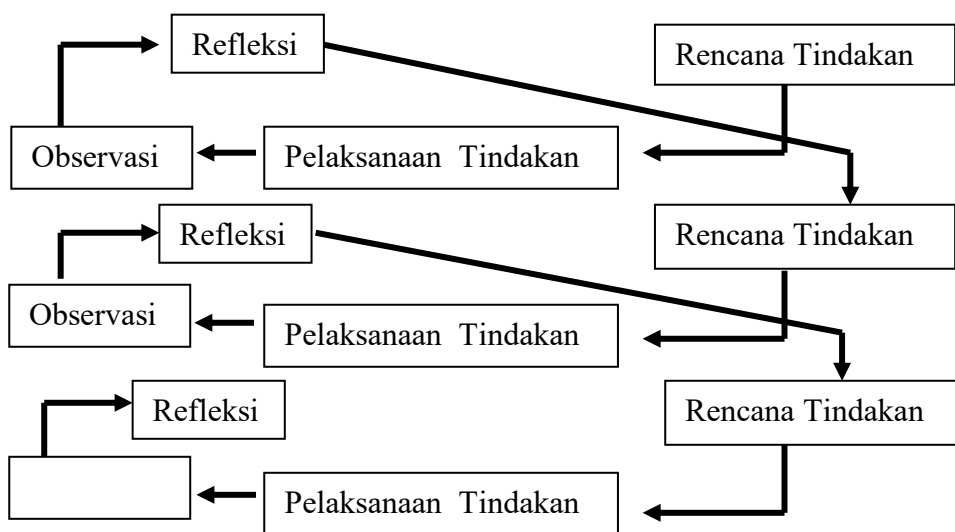 Refleksi
Rencana Tindakan
Observasi
Pelaksanaan Tindakan
Refleksi
Rencana Tindakan
Observasi
Pelaksanaan Tindakan
Refleksi
Rencana Tindakan
Pelaksanaan Tindakan